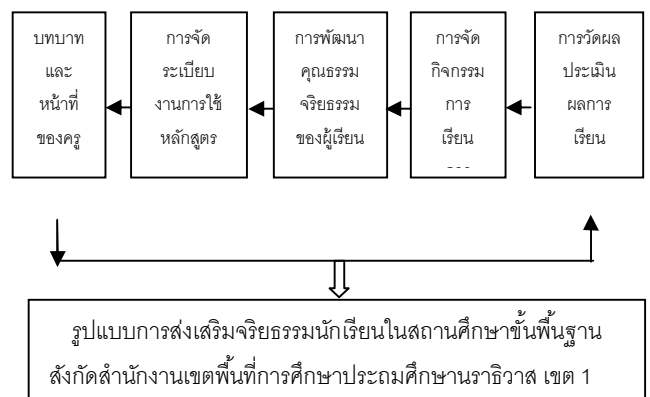 บทบาท
และ
หน้าที่
ของครู
การจัด
ระเบียบ
งานการใช้
หลักสูตร
การพัฒนา
คุณธรรม
จริยธรรม
ของผู้เรียน
การจัด
กิจกรรม
การ
เรียน
การวัดผล
ประเมิน
ผลการ
เรียน
รูปแบบการส่งเสริมจริยธรรมนักเรียนในสถานศึกษาขั้นพื้นฐาน
สังกัดสำนักงานเขตพื้นที่การศึกษาประถมศึกษานราธิวาส เขต 1